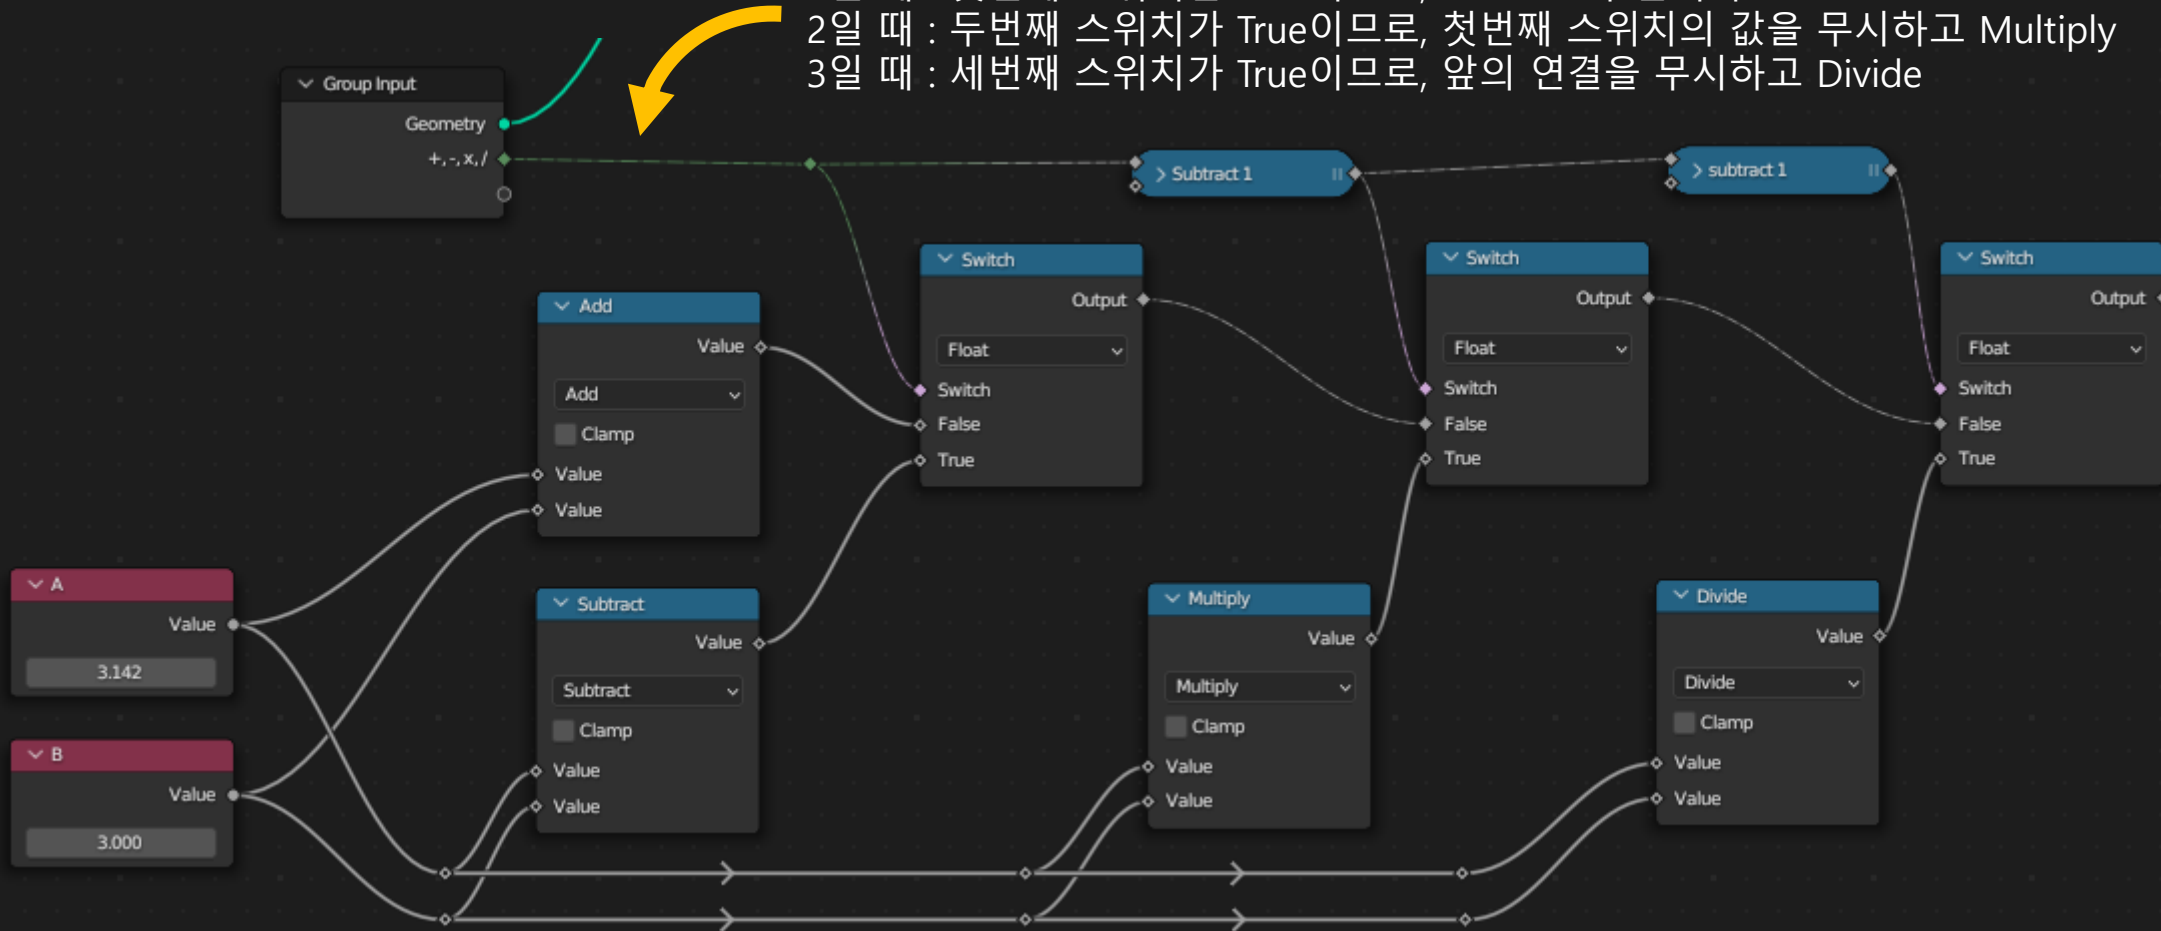 2일 때 : 두번째 스위치가 True이므로, 첫번째 스위치의 값을 무시하고 Multiply
3일 때 : 세번째 스위치가 True이므로, 앞의 연결을 무시하고 Divide
Group Input
Geometry
+,-,x,/
Subtract 1
subtract 1
Add
Value
Add
Clamp
Value
Value
Switch
Output
Float
Switch
False
True
Switch
Output
Float
Switch
False
True
Switch
Output
Float
Switch
False
True
A
Value
3.142
B
Value
3.000
Subtract
Value
Subtract
Clamp
Value
Value
Multiply
Value
Multiply
Clamp
Value
Value
Divide
Value
Divide
Clamp
Value
Value